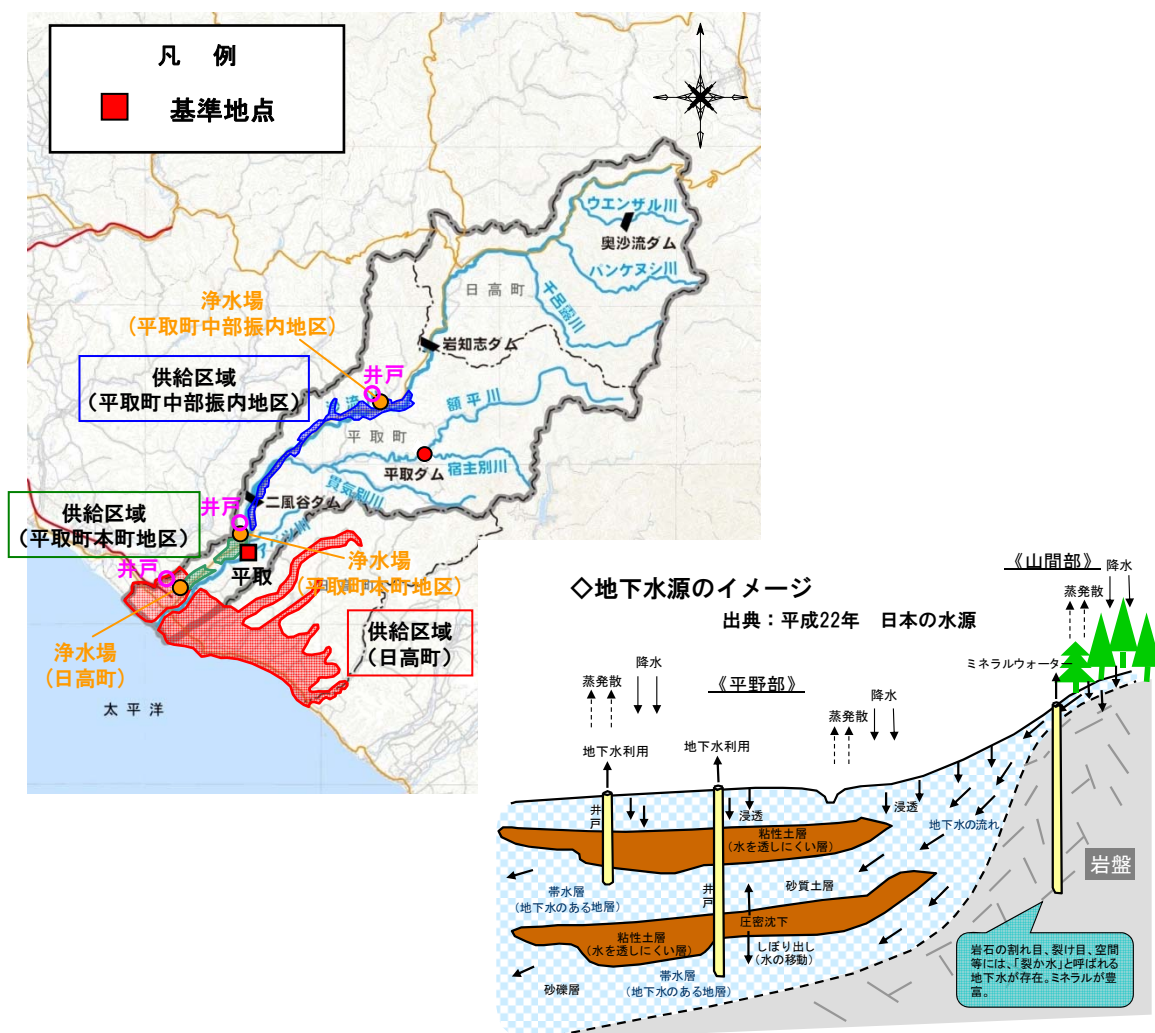 凡 例
基準地点
ウエンザル川
奥沙流ダム
パンケヌシ川
日高町
千呂露川
浄水場
(平取町中部振内地区)
岩知志ダム
供給区域
(平取町中部振内地区)
井戸
額平川
平取町
平取ダム
宿主別川
貫気別川
二風谷ダム
井戸
供給区域
(平取町本町地区)
平取
浄水場
(平取町本町地区)
井戸
供給区域
(日高町)
浄水場
(日高町)
太平洋
◇地下水源のイメージ
出典:平成22年 日本の水源
《山間部》
降水
蒸発散
ミネラルウォーター
降水
蒸発散
《平野部》
降水
蒸発散
地下水利用
地下水利用
井戸
浸透
浸透
地下水の流れ
粘性土層
(水を透しにくい層)
岩盤
帯水層
(地下水のある地層)
井戸
砂質土層
圧密沈下
粘性土層
(水を透しにくい層)
しぼり出し
(水の移動)
帯水層
(地下水のある地層)
砂礫層
岩石の割れ目、裂け目、空間
等には、「裂か水」と呼ばれる
地下水が存在。ミネラルが豊
富。